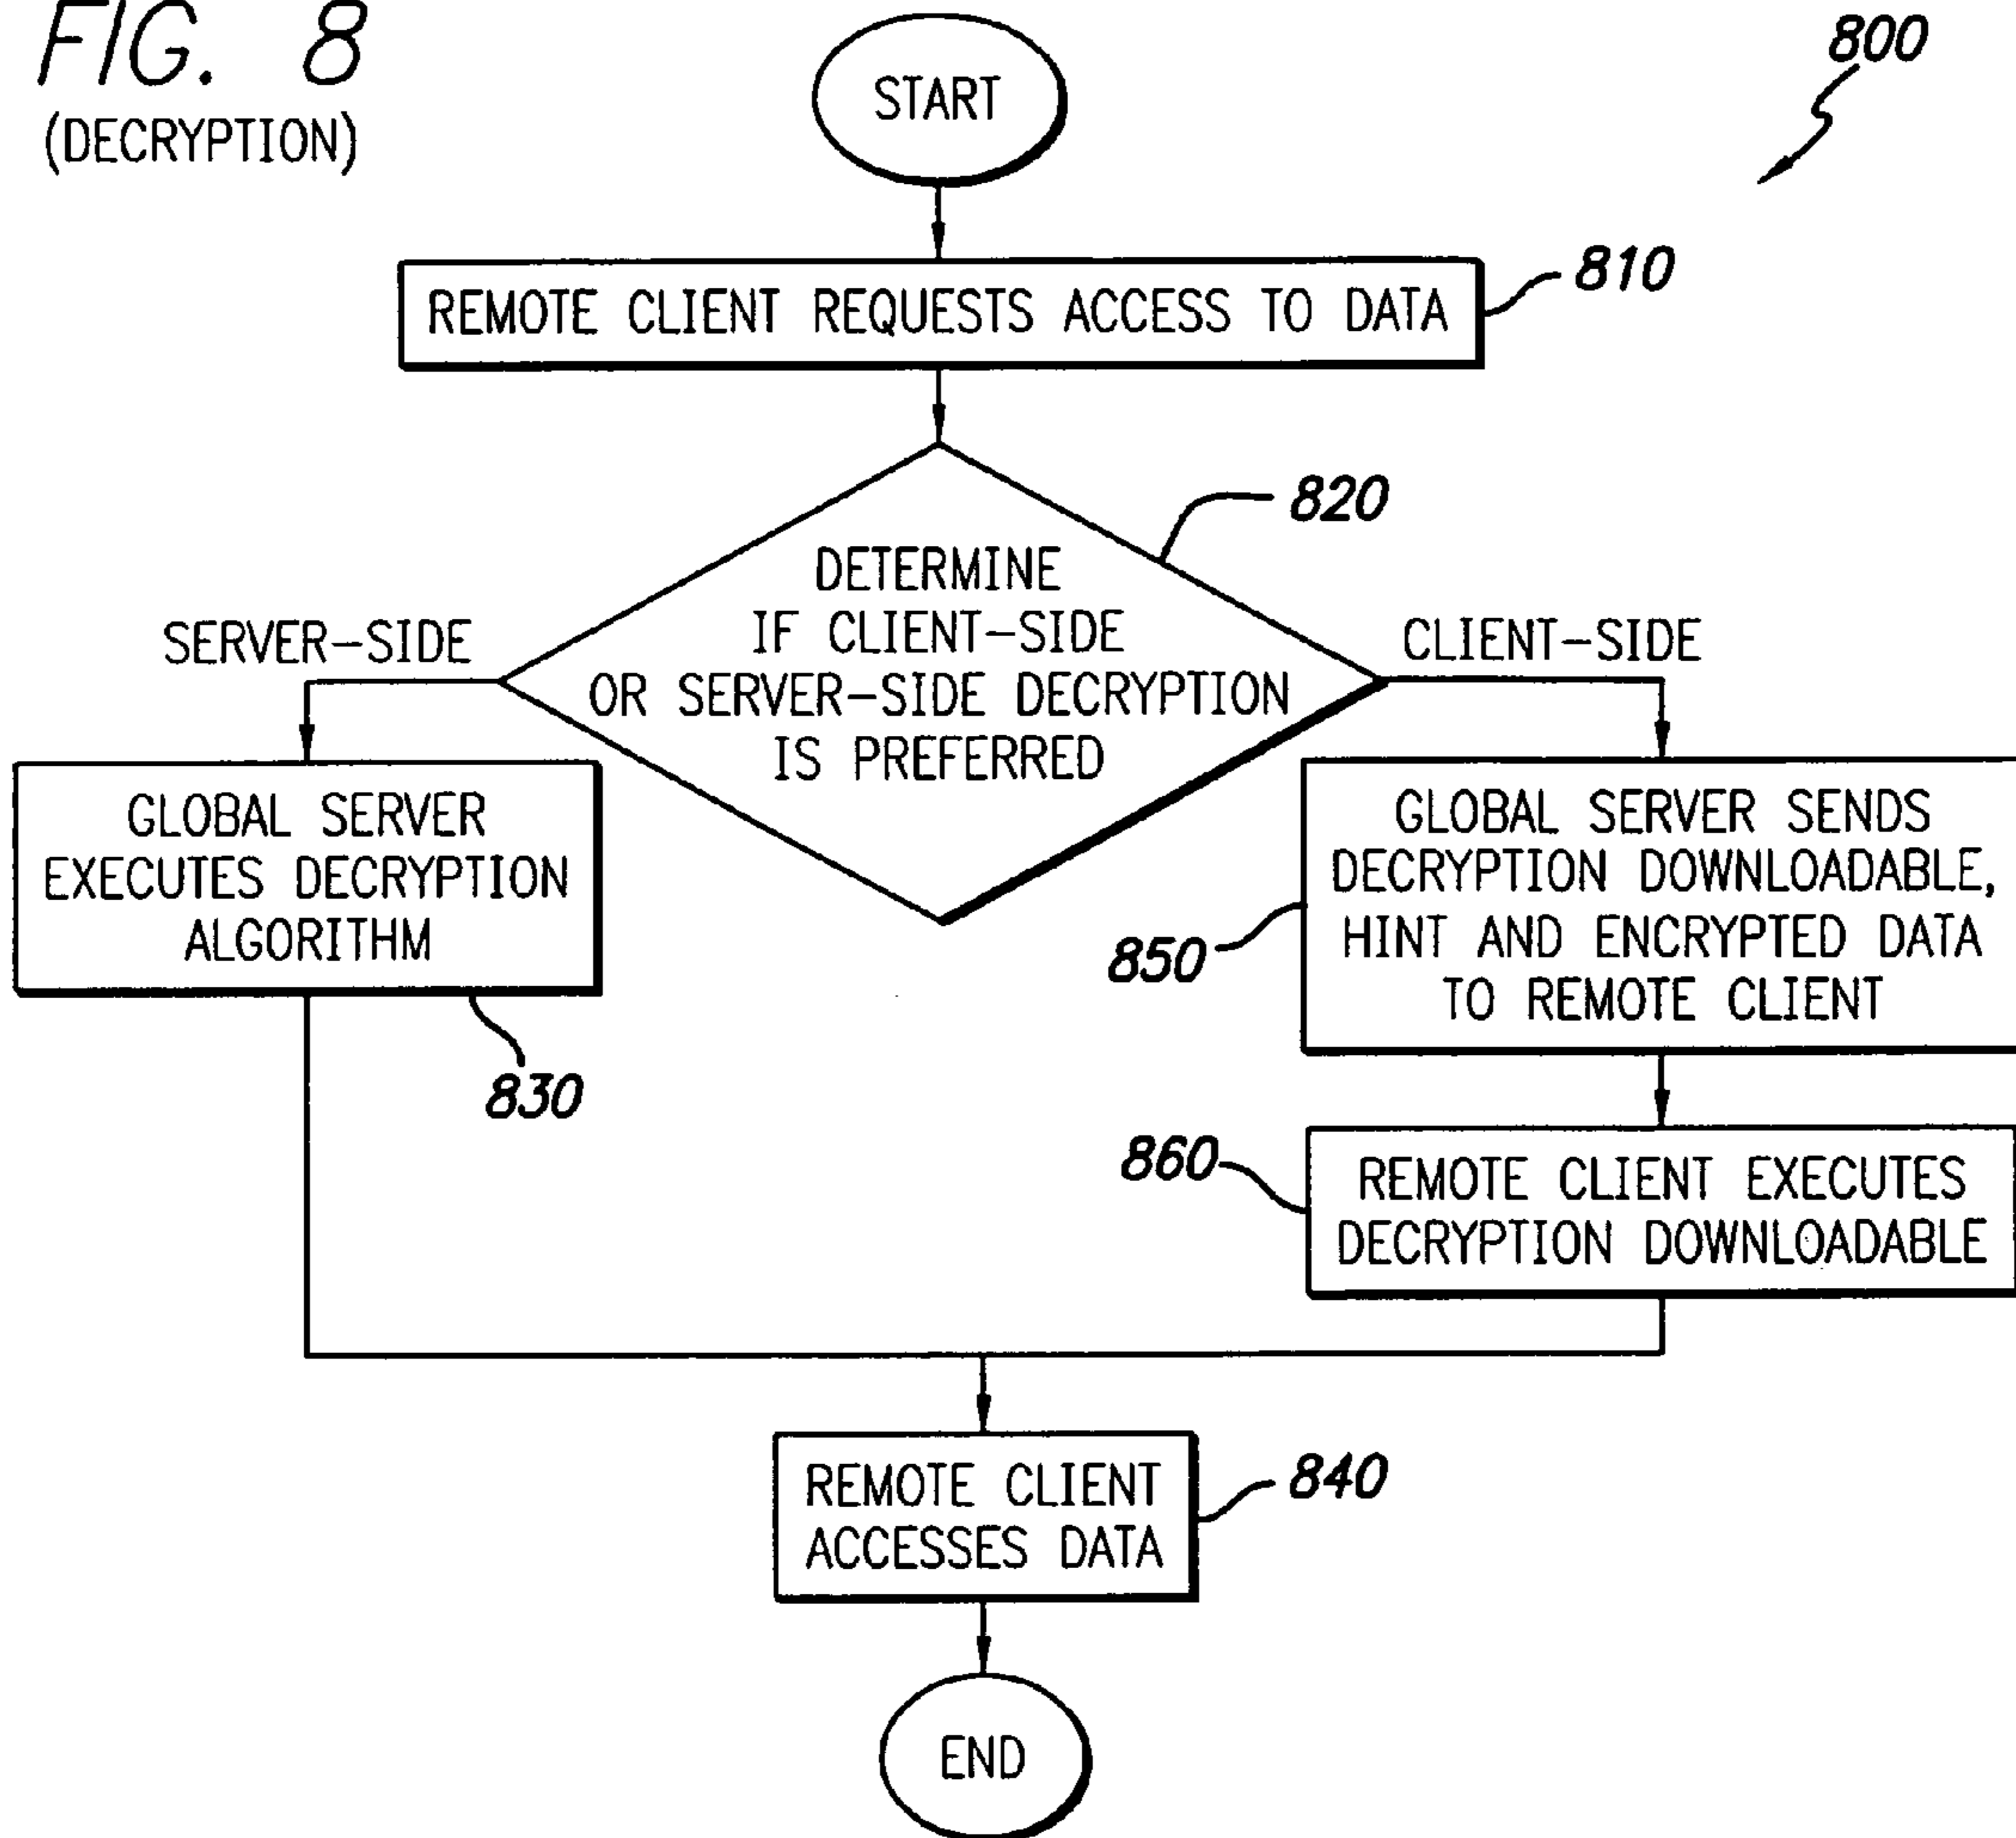 FIG. 8
(DECRYPTION)
800
START
REMOTE CLIENT REQUESTS ACCESS TO DATA
810
820
DETERMINE
IF CLIENT-SIDE
OR SERVER-SIDE DECRYPTION
IS PREFERRED
SERVER-SIDE
CLIENT-SIDE
GLOBAL SERVER
EXECUTES DECRYPTION
ALGORITHM
830
GLOBAL SERVER SENDS
DECRYPTION DOWNLOADABLE,
HINT AND ENCRYPTED DATA
TO REMOTE CLIENT
850
860
REMOTE CLIENT EXECUTES
DECRYPTION DOWNLOADABLE
REMOTE CLIENT
ACCESSES DATA
840
END